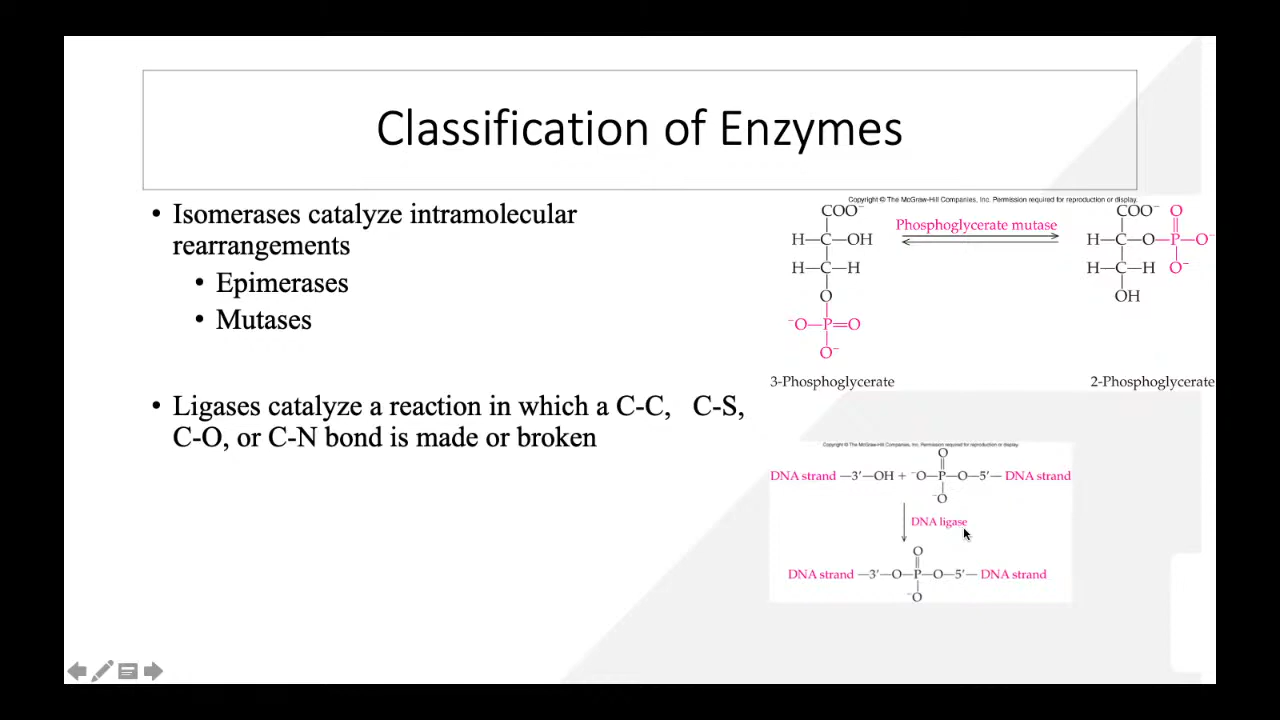 Classification of Enzymes
• Isomerases catalyze intramolecular
rearrangements
• Epimerases
• Mutases
• Ligases catalyze a reaction in which a C-C, C-S,
C-O, or C-N bond is made or broken
Copyright © The McGraw-Hill Companies, Inc. Permission required for reproduction or display.
COO⁻
H—C—OH
H—C—H
O
⁻O—P=O
O⁻
3-Phosphoglycerate
Phosphoglycerate mutase
COO⁻ O
H—C—O—P—O⁻
H—C—H O⁻
OH
2-Phosphoglycerate
Copyright © The McGraw-Hill Companies, Inc. Permission required for reproduction or display.
O
DNA strand —3′—OH + ⁻O—P—O—5′— DNA strand
⁻O
DNA ligase
O
DNA strand —3′—O—P—O—5′— DNA strand
⁻O